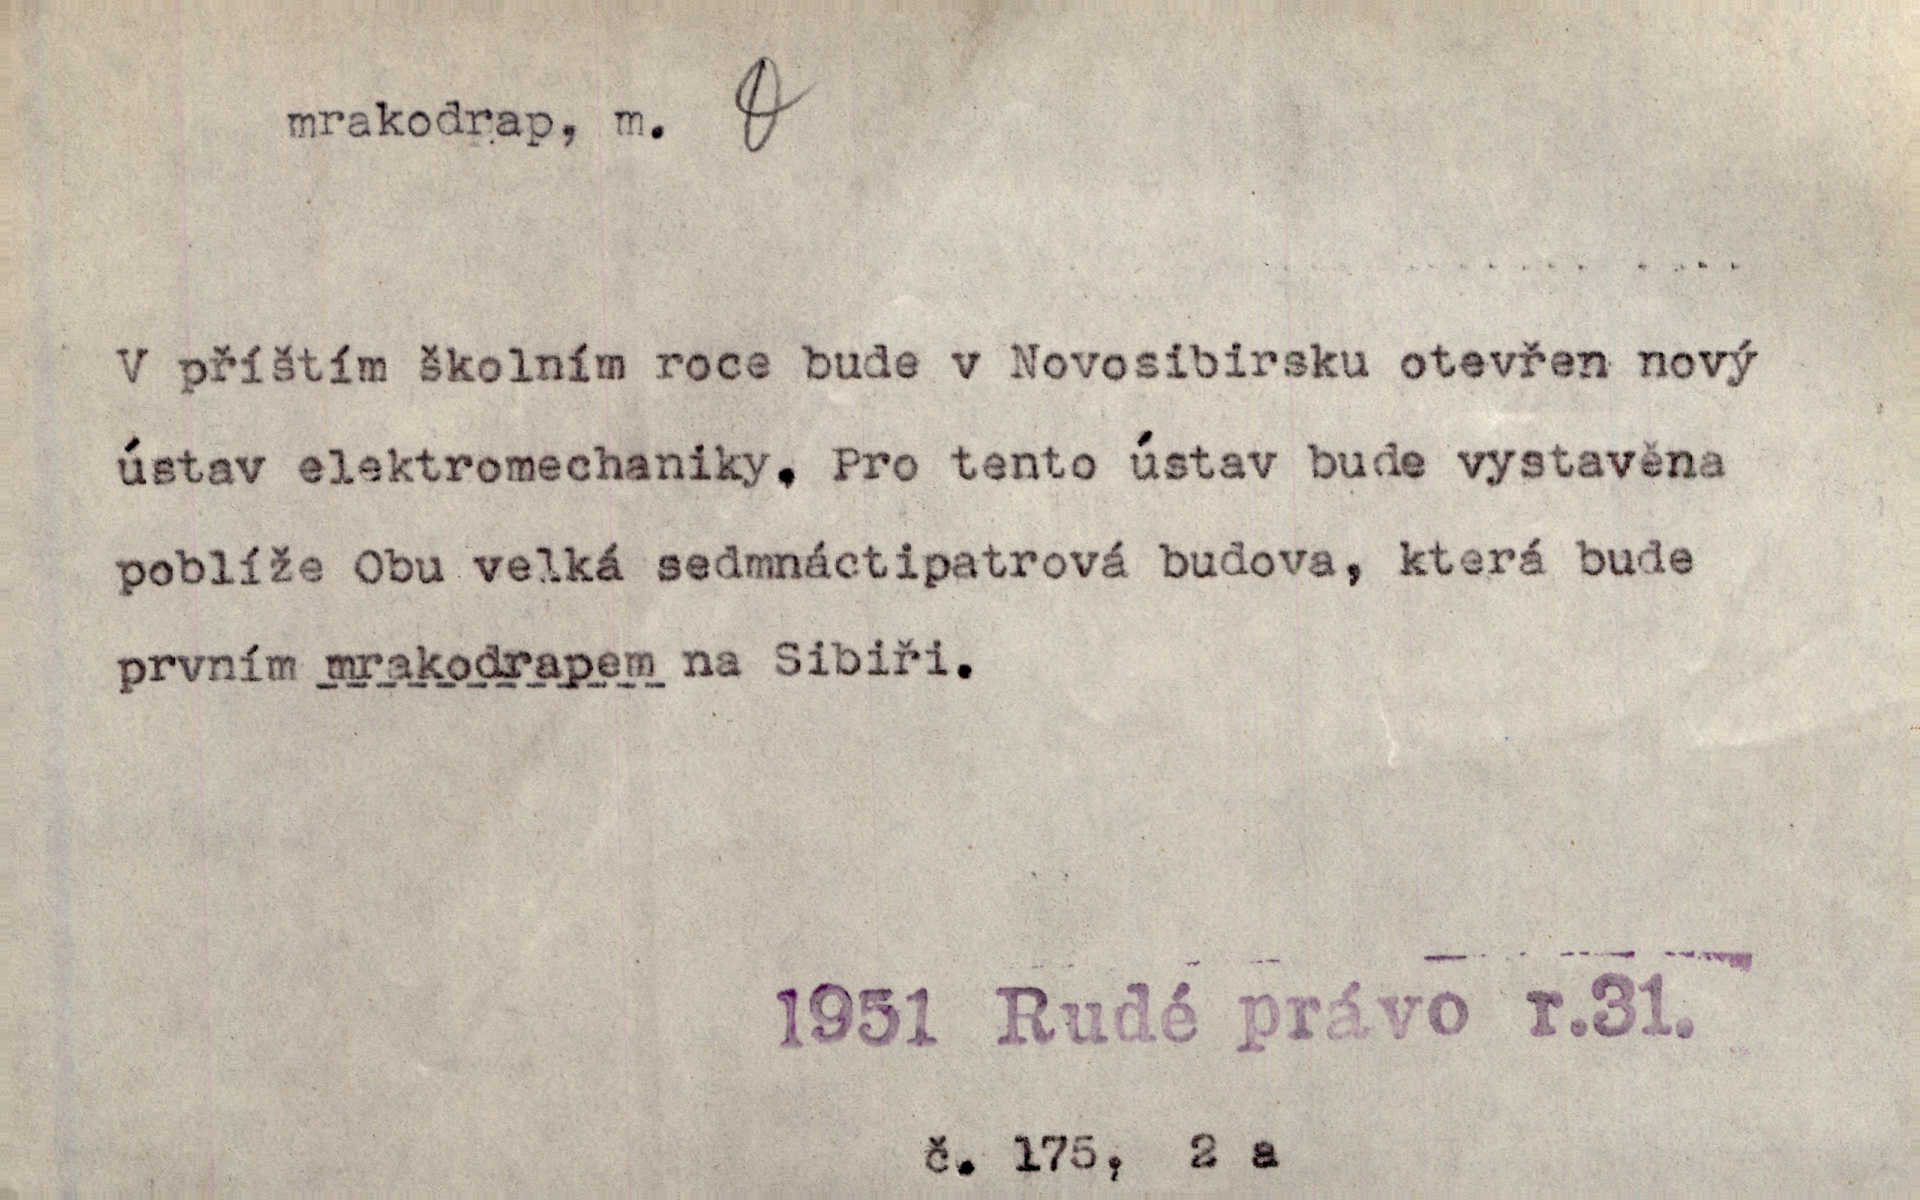 mrakodrap, m.
V příštím školním roce bude v Novosibirsku otevřen nový
ústav elektromechaniky. Pro tento ústav bude vystavěna
poblíže Obu velká sedmnáctipatrová budova, která bude
prvním mrakodrapem na Sibiři.
1951 Rudé právo r.31.
č. 175, 2 a